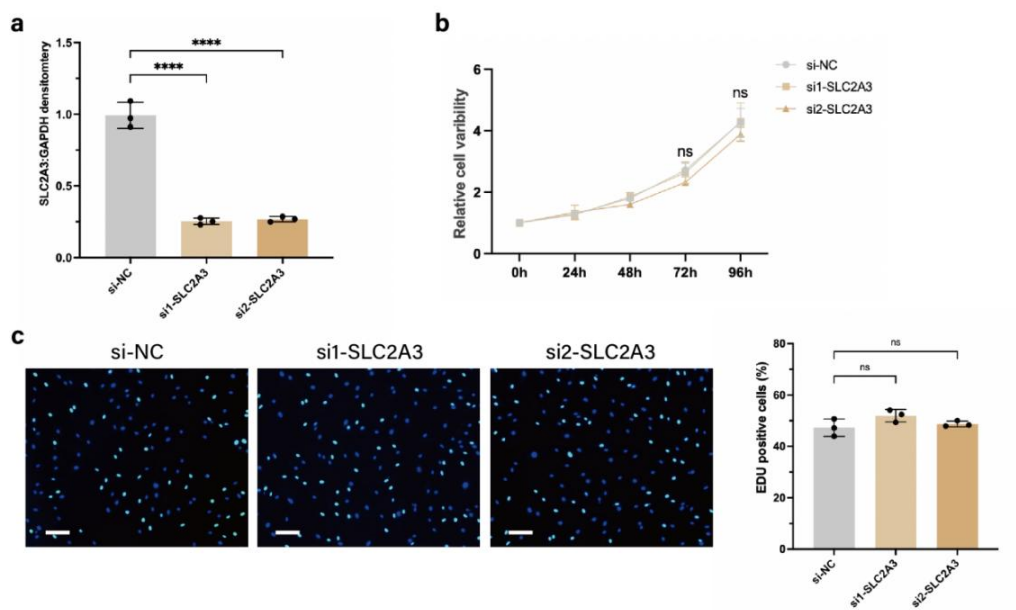 a
SLC2A3:GAPDH densitomtery
1.5
1.0
0.5
0.0
****
****
si-NC
si1-SLC2A3
si2-SLC2A3
b
Relative cell varibility
6
4
2
0
ns
ns
0h
24h
48h
72h
96h
si-NC
si1-SLC2A3
si2-SLC2A3
c
si-NC
si1-SLC2A3
si2-SLC2A3
EDU positive cells (%)
80
60
40
20
0
ns
ns
si-NC
si1-SLC2A3
si2-SLC2A3